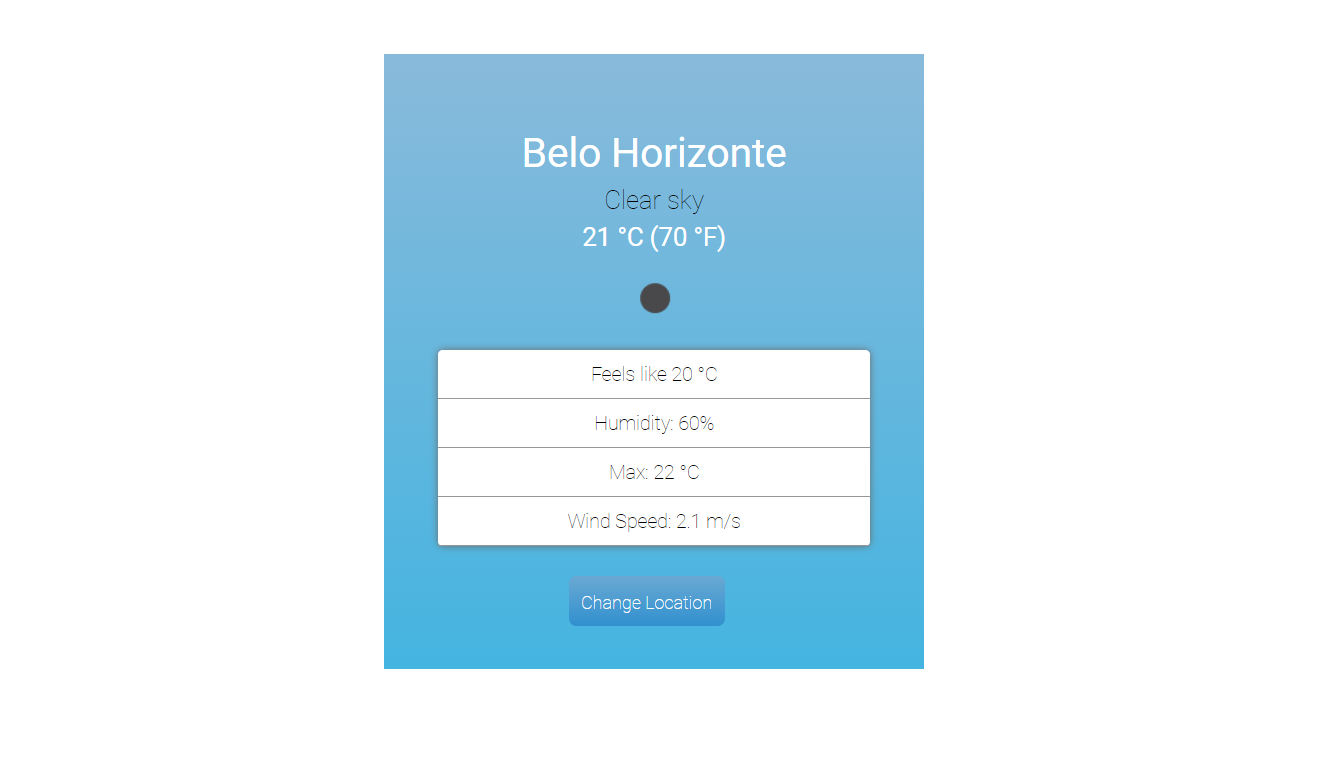 Belo Horizonte
Clear sky
21 °C (70 °F)
Feels like 20 °C
Humidity: 60%
Max: 22 °C
Wind Speed: 2.1 m/s
Change Location